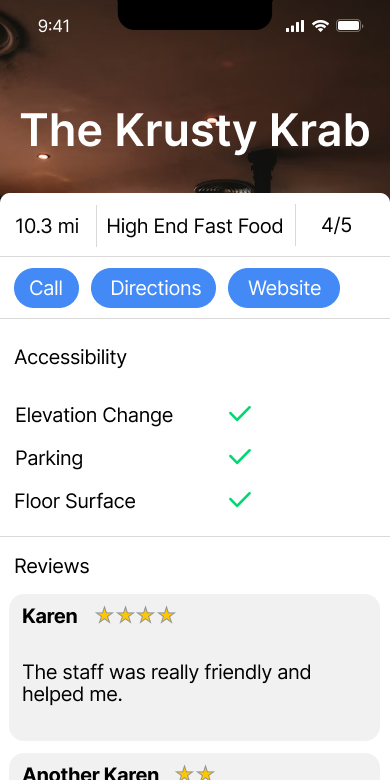 9:41
The Krusty Krab
10.3 mi
High End Fast Food
4/5
Call
Directions
Website
Accessibility
Elevation Change
Parking
Floor Surface
Reviews
Karen
The staff was really friendly and
helped me.
Another Karen